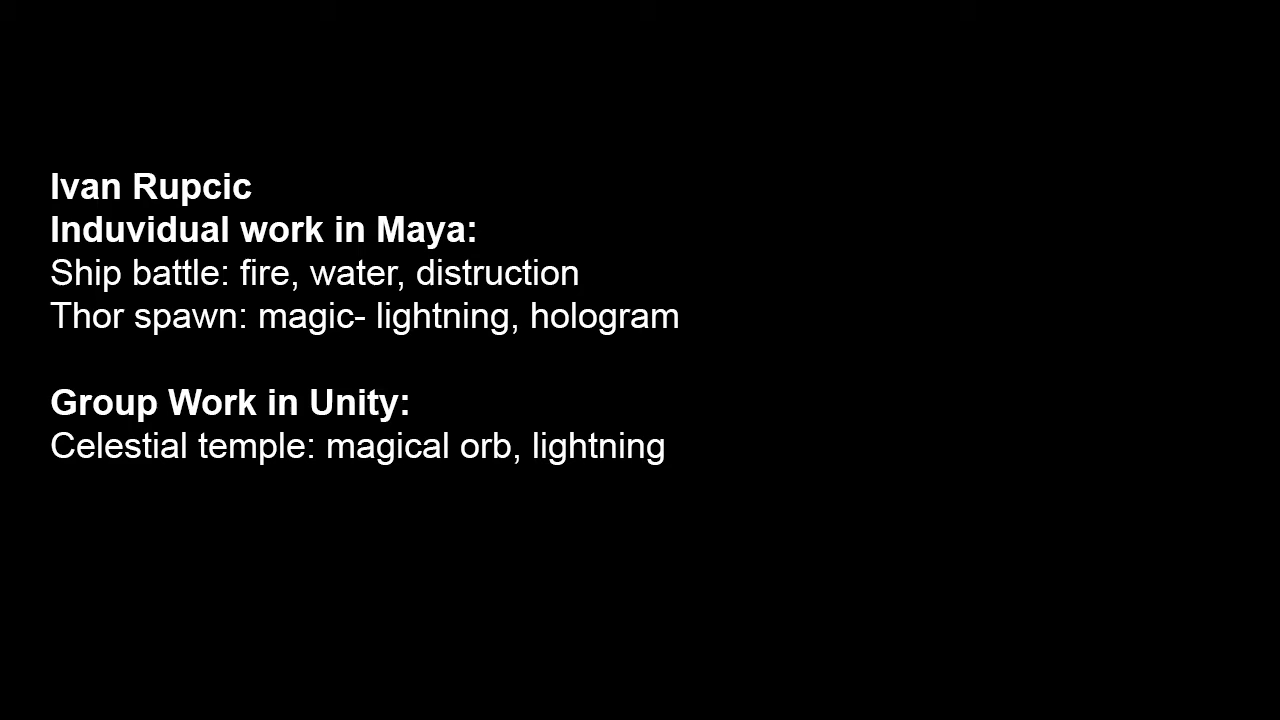 Ivan Rupcic
Induvidual work in Maya:
Ship battle: fire, water, distruction
Thor spawn: magic- lightning, hologram
Group Work in Unity:
Celestial temple: magical orb, lightning